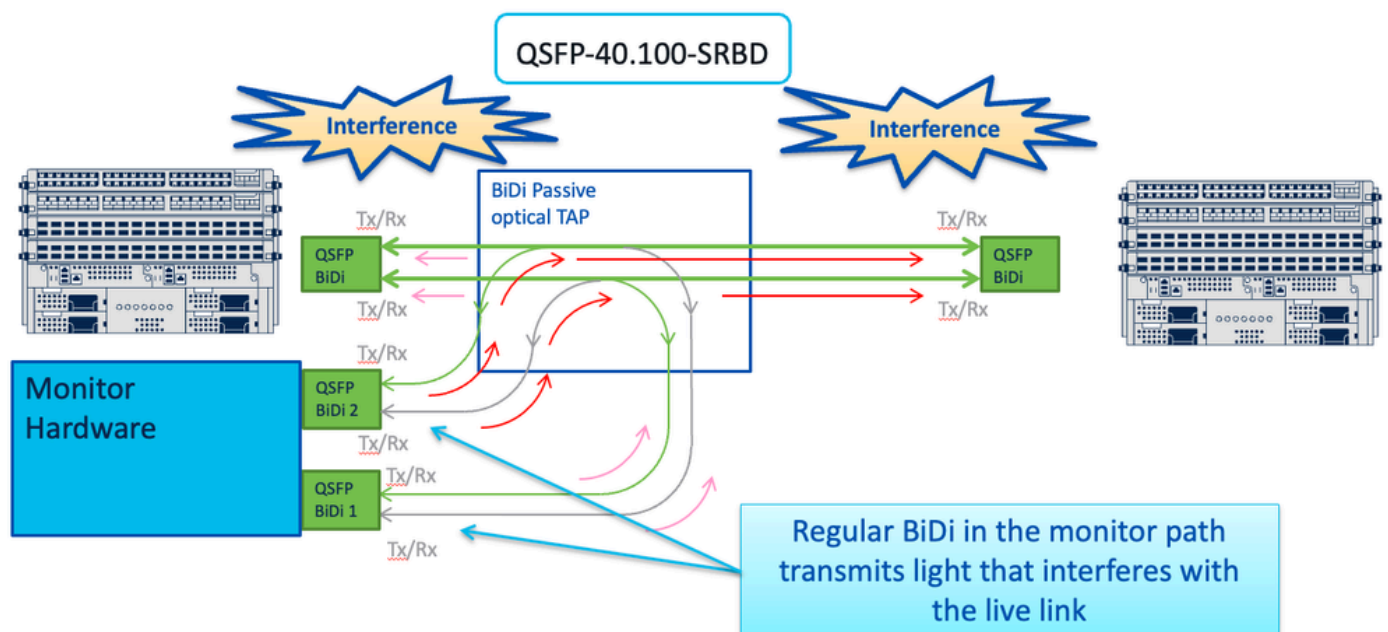 QSFP-40.100-SRBD
Interference
Interference
BiDi Passive
optical TAP
Tx/Rx
Tx/Rx
QSFP
BiDi
QSFP
BiDi
Tx/Rx
Tx/Rx
Tx/Rx
Monitor
Hardware
QSFP
BiDi 2
Tx/Rx
Tx/Rx
QSFP
BiDi 1
Tx/Rx
Regular BiDi in the monitor path
transmits light that interferes with
the live link